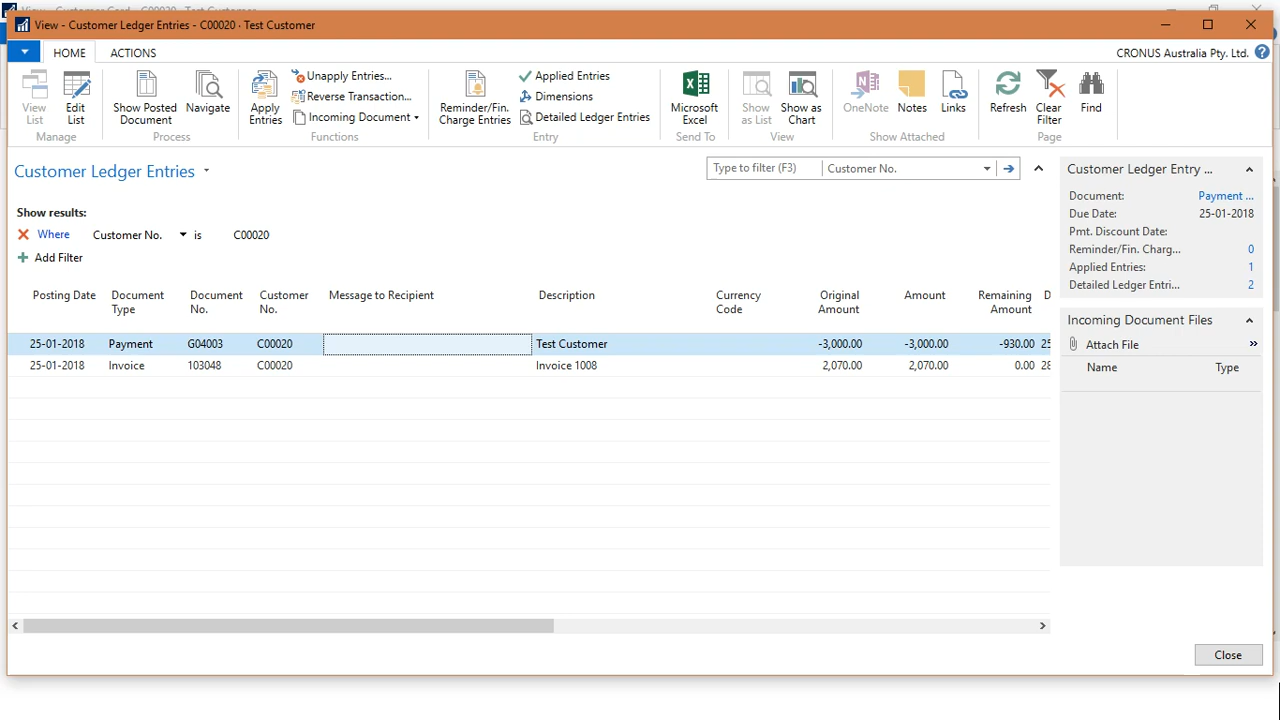 View - Customer Ledger Entries - C00020 · Test Customer
HOME ACTIONS CRONUS Australia Pty. Ltd. ?
View List
Edit List
Manage
Show Posted Document
Navigate
Process
Apply Entries
Unapply Entries...
Reverse Transaction...
Incoming Document
Functions
Reminder/Fin. Charge Entries
Applied Entries
Dimensions
Detailed Ledger Entries
Entry
Microsoft Excel
Send To
Show as List
Show as Chart
View
OneNote
Notes
Links
Show Attached
Refresh
Clear Filter
Find
Page
Customer Ledger Entries
Type to filter (F3) Customer No.
Show results:
Where Customer No. is C00020
Add Filter
Posting Date Document Type Document No. Customer No. Message to Recipient Description Currency Code Original Amount Amount Remaining Amount D
25-01-2018 Payment G04003 C00020 Test Customer -3,000.00 -3,000.00 -930.00 25
25-01-2018 Invoice 103048 C00020 Invoice 1008 2,070.00 2,070.00 0.00 28
Customer Ledger Entry ...
Document: Payment ...
Due Date: 25-01-2018
Pmt. Discount Date:
Reminder/Fin. Charg... 0
Applied Entries: 1
Detailed Ledger Entri... 2
Incoming Document Files
Attach File »
Name Type
Close